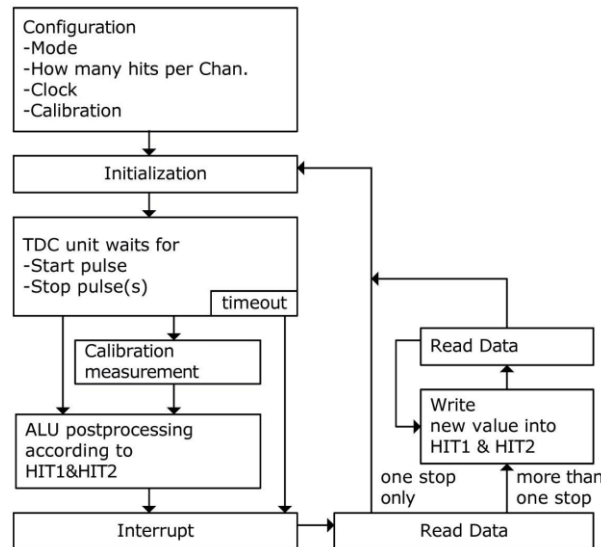 Configuration
-Mode
-How many hits per Chan.
-Clock
-Calibration
Initialization
TDC unit waits for
-Start pulse
-Stop pulse(s)
timeout
Calibration
measurement
ALU postprocessing
according to
HIT1&HIT2
Interrupt
Read Data
Write
new value into
HIT1 & HIT2
one stop
only
more than
one stop
Read Data